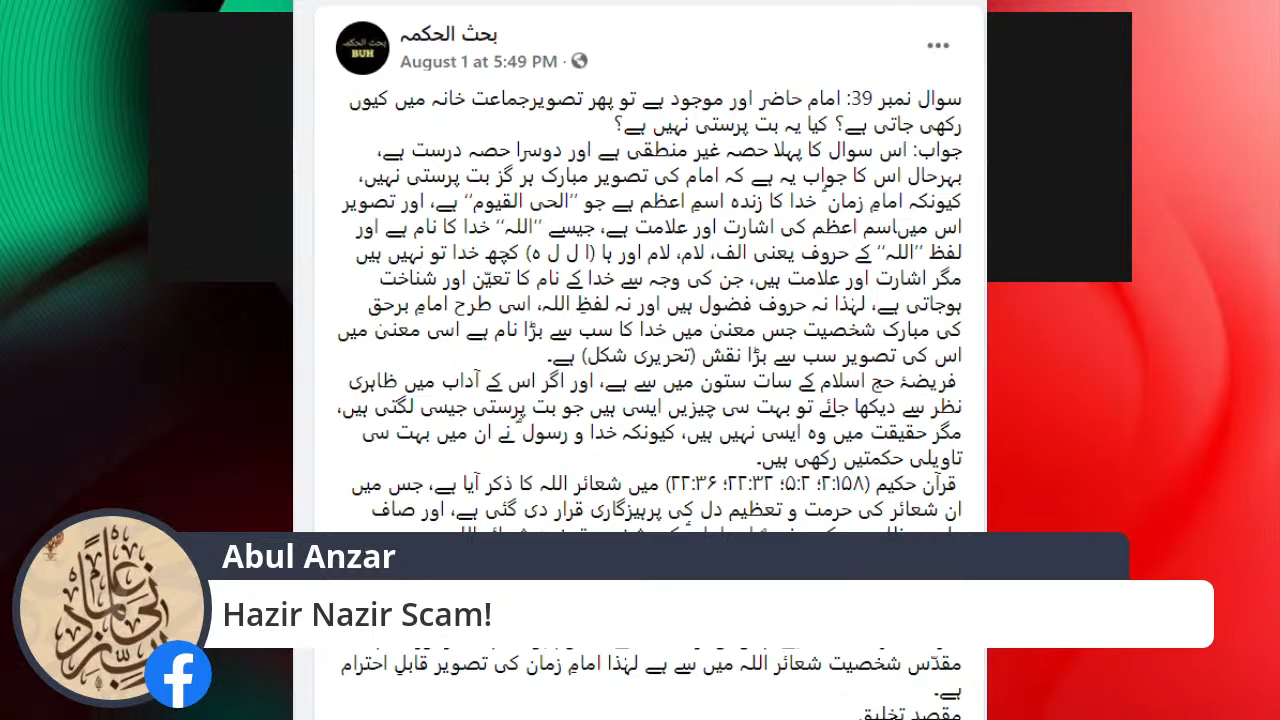 بحث الحکمہ
August 1 at 5:49 PM ·
BUH
سوال نمبر 39: امام حاضر اور موجود ہے تو پھر تصویرجماعت خانہ میں کیوں
رکھی جاتی ہے؟ کیا یہ بت پرستی نہیں ہے؟
جواب: اس سوال کا پہلا حصہ غیر منطقی ہے اور دوسرا حصہ درست ہے،
بہرحال اس کا جواب یہ ہے کہ امام کی تصویر مبارک ہر گز بت پرستی نہیں،
کیونکہ امامِ زمانؑ خدا کا زندہ اسمِ اعظم ہے جو ’’الحی القیوم‘‘ ہے، اور تصویر
اس میںاسم اعظم کی اشارت اور علامت ہے، جیسے ’’اللہ‘‘ خدا کا نام ہے اور
لفظ ’’اللہ‘‘ کے حروف یعنی الف، لام، لام اور ہا (ا ل ل ہ) کچھ خدا تو نہیں ہیں
مگر اشارت اور علامت ہیں، جن کی وجہ سے خدا کے نام کا تعیّن اور شناخت
ہوجاتی ہے، لہٰذا نہ حروف فضول ہیں اور نہ لفظِ اللہ، اسی طرح امامِ برحق
کی مبارک شخصیت جس معنیٰ میں خدا کا سب سے بڑا نام ہے اسی معنیٰ میں
اس کی تصویر سب سے بڑا نقش (تحریری شکل) ہے۔
فریضۂ حج اسلام کے سات ستون میں سے ہے، اور اگر اس کے آداب میں ظاہری
نظر سے دیکھا جائے تو بہت سی چیزیں ایسی ہیں جو بت پرستی جیسی لگتی ہیں،
مگر حقیقت میں وہ ایسی نہیں ہیں، کیونکہ خدا و رسولؐ نے ان میں بہت سی
تاویلی حکمتیں رکھی ہیں۔
قرآن حکیم (۲:۱۵۸؛ ۵:۲؛ ۲۲:۳۲؛ ۲۲:۳۶) میں شعائر اللہ کا ذکر آیا ہے، جس میں
ان شعائر کی حرمت و تعظیم دل کی پرہیزگاری قرار دی گئی ہے، اور صاف
Abul Anzar
Hazir Nazir Scam!
مقدّس شخصیت شعائر اللہ میں سے ہے لہٰذا امامِ زمان کی تصویر قابلِ احترام
ہے۔
مقصدِ تخلیق